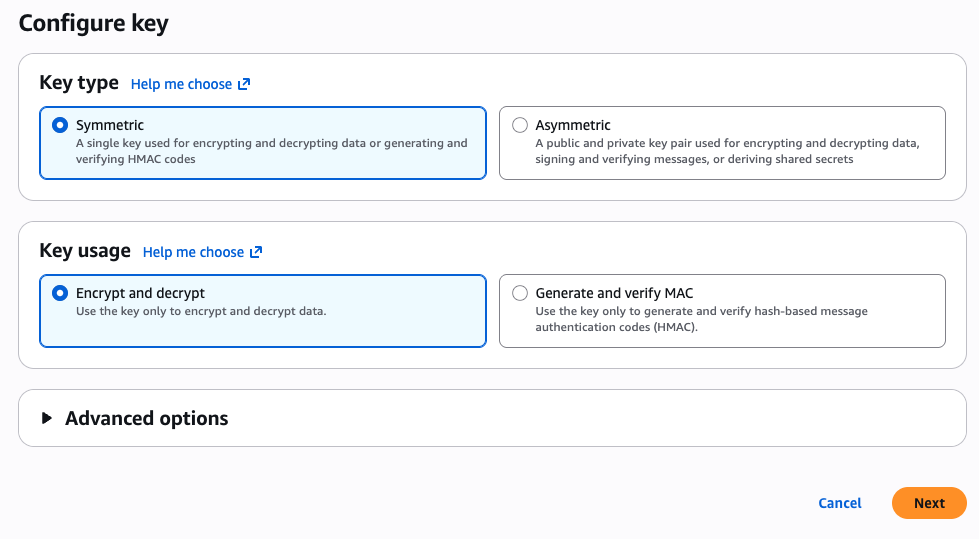 Configure key
Key type Help me choose
Symmetric
A single key used for encrypting and decrypting data or generating and
verifying HMAC codes
Asymmetric
A public and private key pair used for encrypting and decrypting data,
signing and verifying messages, or deriving shared secrets
Key usage Help me choose
Encrypt and decrypt
Use the key only to encrypt and decrypt data.
Generate and verify MAC
Use the key only to generate and verify hash-based message
authentication codes (HMAC).
Advanced options
Cancel Next